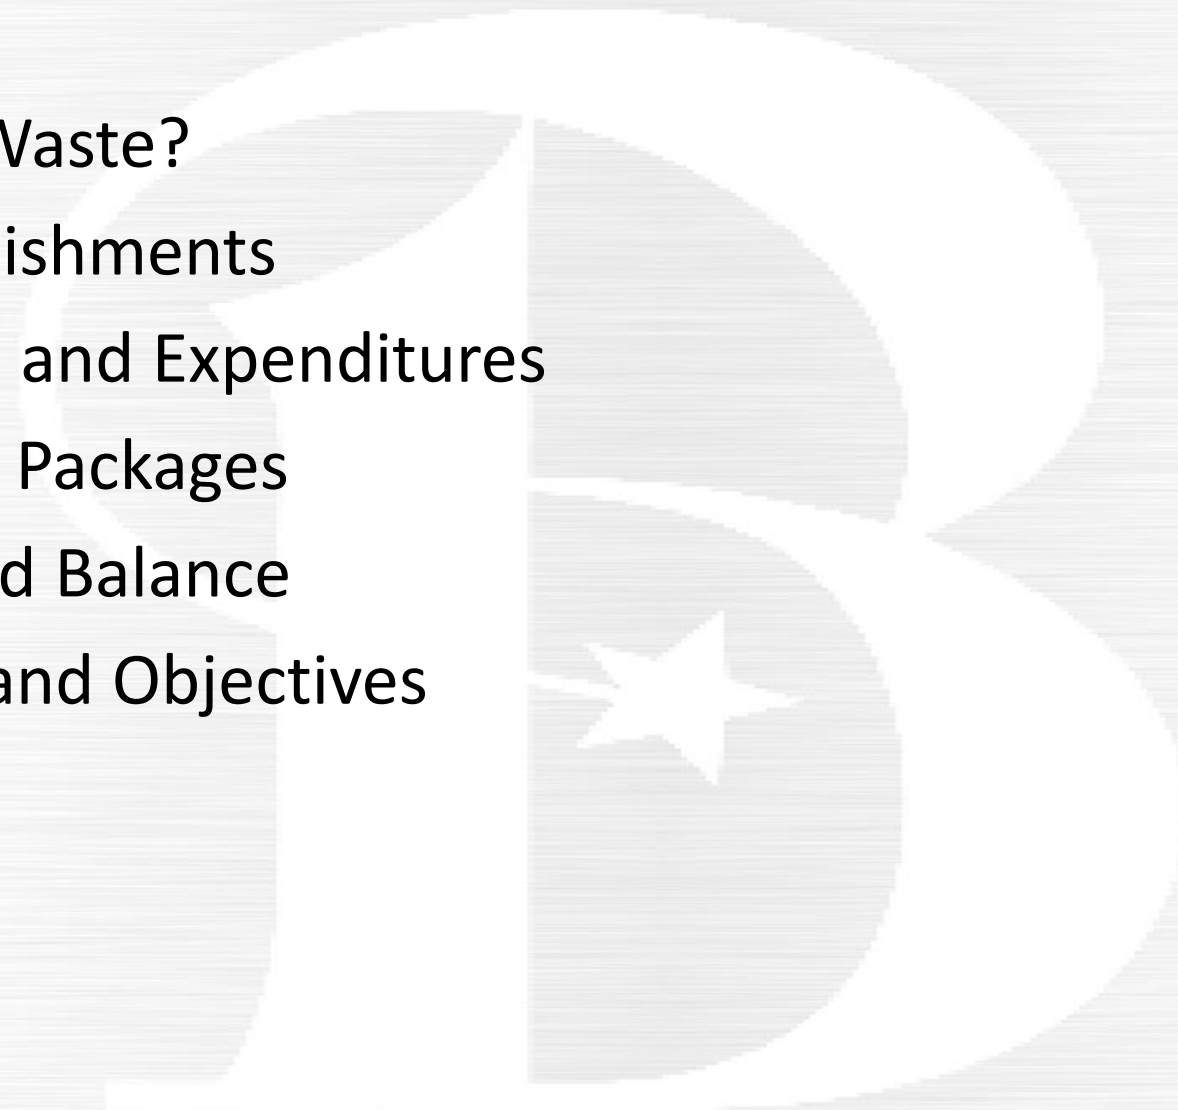 Waste?
ishments
and Expenditures
Packages
d Balance
and Objectives